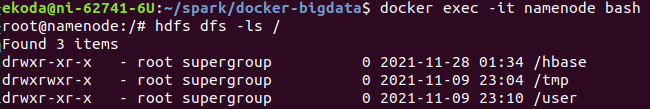 ekoda@ni-62741-6U:~/spark/docker-bigdata$ docker exec -it namenode bash
root@namenode:/# hdfs dfs -ls /
Found 3 items
drwxr-xr-x   - root supergroup          0 2021-11-28 01:34 /hbase
drwxrwxr-x   - root supergroup          0 2021-11-09 23:04 /tmp
drwxr-xr-x   - root supergroup          0 2021-11-09 23:10 /user